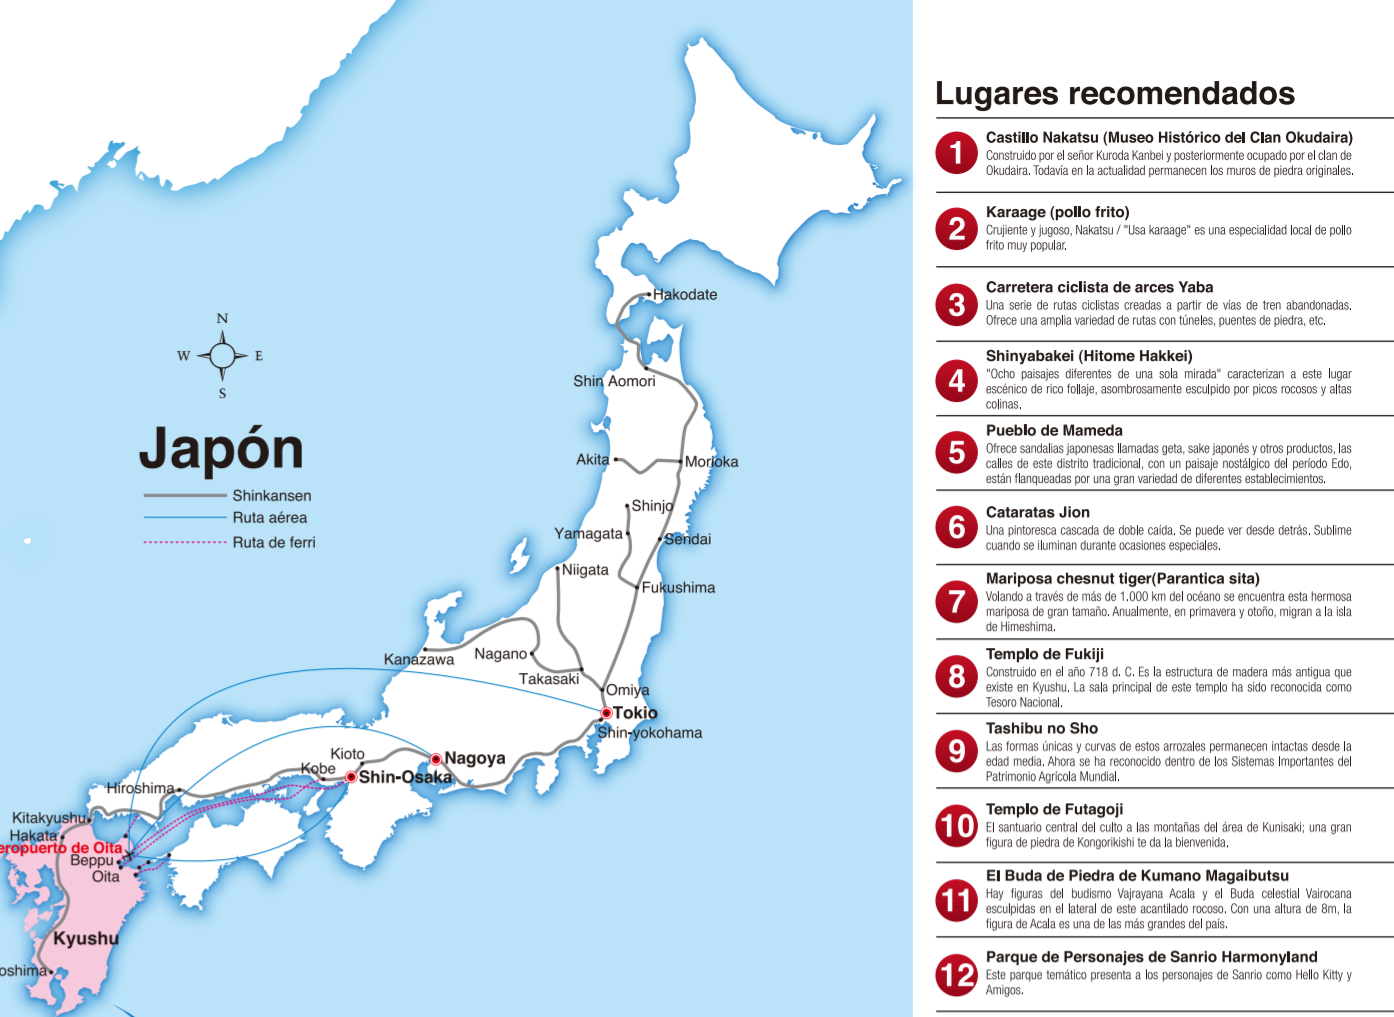 Hakodate
Shin Aomori
Akita
Morioka
Shinjo
Yamagata
Sendai
Niigata
Fukushima
Kanazawa
Nagano
Takasaki
Omiya
Tokio
Shin-yokohama
Nagoya
Kioto
Kobe
Shin-Osaka
Hiroshima
Kitakyushu
Hakata
eropuerto de Oita
Beppu
Oita
Kyushu
oshima
N
W E
S
Japón
Shinkansen
Ruta aérea
Ruta de ferri
Lugares recomendados
1
Castillo Nakatsu (Museo Histórico del Clan Okudaira)
Construido por el señor Kuroda Kanbei y posteriormente ocupado por el clan de
Okudaira. Todavía en la actualidad permanecen los muros de piedra originales.
2
Karaage (pollo frito)
Crujiente y jugoso, Nakatsu / "Usa karaage" es una especialidad local de pollo
frito muy popular.
3
Carretera ciclista de arces Yaba
Una serie de rutas ciclistas creadas a partir de vías de tren abandonadas.
Ofrece una amplia variedad de rutas con túneles, puentes de piedra, etc.
4
Shinyabakei (Hitome Hakkei)
"Ocho paisajes diferentes de una sola mirada" caracterizan a este lugar
escénico de rico follaje, asombrosamente esculpido por picos rocosos y altas
colinas.
5
Pueblo de Mameda
Ofrece sandalias japonesas llamadas geta, sake japonés y otros productos, las
calles de este distrito tradicional, con un paisaje nostálgico del período Edo,
están flanqueadas por una gran variedad de diferentes establecimientos.
6
Cataratas Jion
Una pintoresca cascada de doble caída. Se puede ver desde detrás. Sublime
cuando se iluminan durante ocasiones especiales.
7
Mariposa chesnut tiger(Parantica sita)
Volando a través de más de 1.000 km del océano se encuentra esta hermosa
mariposa de gran tamaño. Anualmente, en primavera y otoño, migran a la isla
de Himeshima.
8
Templo de Fukiji
Construido en el año 718 d. C. Es la estructura de madera más antigua que
existe en Kyushu. La sala principal de este templo ha sido reconocida como
Tesoro Nacional.
9
Tashibu no Sho
Las formas únicas y curvas de estos arrozales permanecen intactas desde la
edad media. Ahora se ha reconocido dentro de los Sistemas Importantes del
Patrimonio Agrícola Mundial.
10
Templo de Futagoji
El santuario central del culto a las montañas del área de Kunisaki; una gran
figura de piedra de Kongorikishi te da la bienvenida.
11
El Buda de Piedra de Kumano Magaibutsu
Hay figuras del budismo Vajrayana Acala y el Buda celestial Vairocana
esculpidas en el lateral de este acantilado rocoso. Con una altura de 8m, la
figura de Acala es una de las más grandes del país.
12
Parque de Personajes de Sanrio Harmonyland
Este parque temático presenta a los personajes de Sanrio como Hello Kitty y
Amigos.